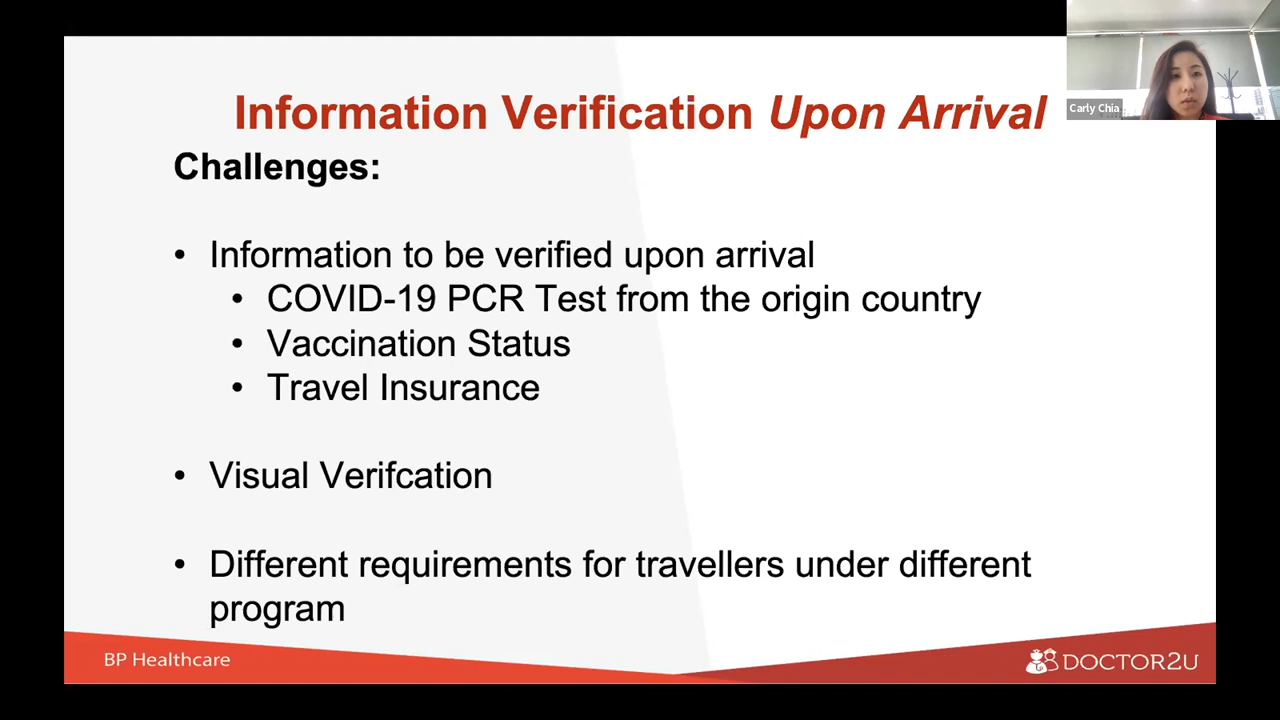 Information Verification Upon Arrival
Carly Chia
Challenges:
• Information to be verified upon arrival
• COVID-19 PCR Test from the origin country
• Vaccination Status
• Travel Insurance
• Visual Verifcation
• Different requirements for travellers under different
program
BP Healthcare
DOCTOR2U